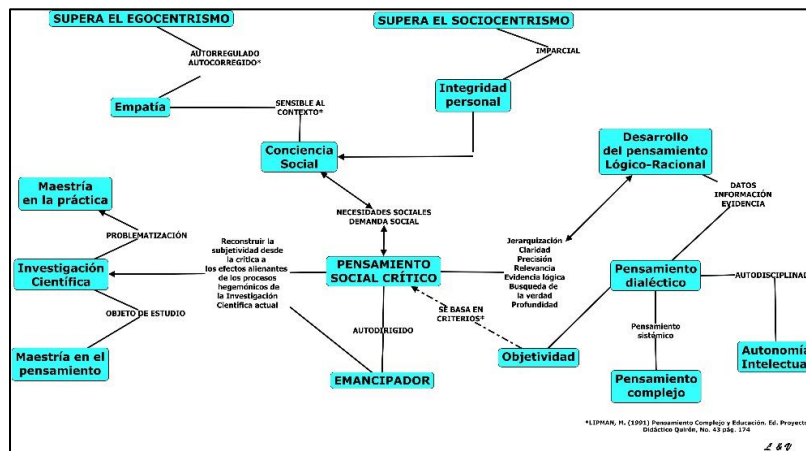 SUPERA EL EGOCENTRISMO
SUPERA EL SOCIOCENTRISMO
AUTORREGULADO
AUTOCORREGIDO*
IMPARCIAL
Empatía
SENSIBLE AL
CONTEXTO*
Integridad
personal
Conciencia
Social
Desarrollo
del pensamiento
Lógico-Racional
Maestría
en la práctica
DATOS
INFORMACIÓN
EVIDENCIA
NECESIDADES SOCIALES
DEMANDA SOCIAL
PROBLEMATIZACIÓN
Reconstruir la
subjetividad desde
la crítica a
los efectos alienantes
de los procesos
hegemónicos de
la Investigación
Científica actual
Jerarquización
Claridad
Precisión
Relevancia
Evidencia lógica
Busqueda de
la verdad
Profundidad
Investigación
Científica
PENSAMIENTO
SOCIAL CRÍTICO
Pensamiento
dialéctico
AUTODISCIPLINAD
OBJETO DE ESTUDIO
SE BASA EN
CRITERIOS*
AUTODIRIGIDO
Pensamiento
sistémico
Maestría en el
pensamiento
EMANCIPADOR
Objetividad
Pensamiento
complejo
Autonomía
Intelectual
*LIPMAN, M. (1991) Pensamiento Complejo y Educación. Ed. Proyecto
Didáctico Quirón, No. 43 pág. 174
L & V